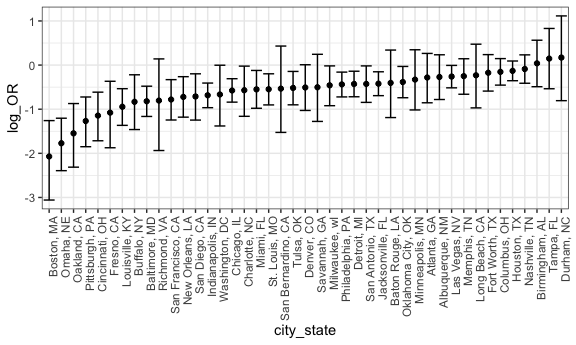 1
0
-1
-2
-3
log_OR
Boston, MA
Omaha, NE
Oakland, CA
Pittsburgh, PA
Cincinnati, OH
Fresno, CA
Louisville, KY
Buffalo, NY
Baltimore, MD
Richmond, VA
San Francisco, CA
New Orleans, LA
San Diego, CA
Indianapolis, IN
Washington, DC
Chicago, IL
Charlotte, NC
Miami, FL
St. Louis, MO
San Bernardino, CA
Tulsa, OK
Denver, CO
Savannah, GA
Milwaukee, wI
Philadelphia, PA
Detroit, MI
San Antonio, TX
Jacksonville, FL
Baton Rouge, LA
Oklahoma City, OK
Minneapolis, MN
Atlanta, GA
Albuquerque, NM
Las Vegas, NV
Memphis, TN
Long Beach, CA
Fort Worth, TX
Columbus, OH
Houston, TX
Nashville, TN
Birmingham, AL
Tampa, FL
Durham, NC
city_state